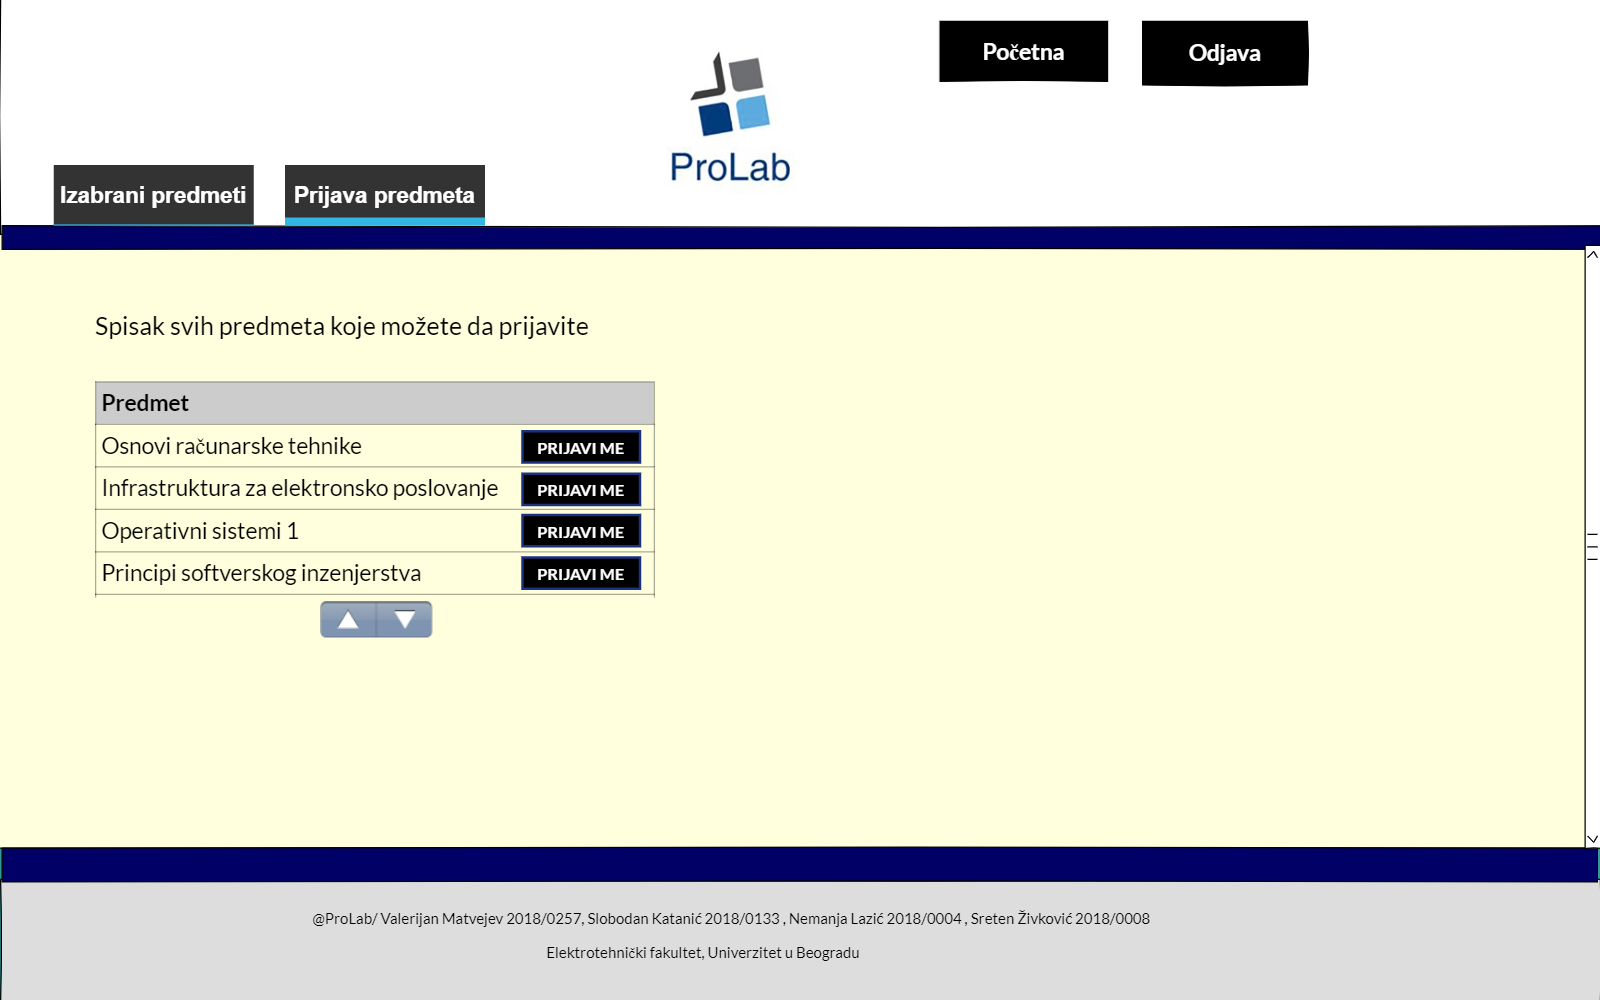 Početna
Odjava
ProLab
Izabrani predmeti
Prijava predmeta
Spisak svih predmeta koje možete da prijavite
Predmet
Osnovi računarske tehnike PRIJAVI ME
Infrastruktura za elektronsko poslovanje PRIJAVI ME
Operativni sistemi 1 PRIJAVI ME
Principi softverskog inzenjerstva PRIJAVI ME
@ProLab/ Valerijan Matvejev 2018/0257, Slobodan Katanić 2018/0133 , Nemanja Lazić 2018/0004 , Sreten Živković 2018/0008
Elektrotehnički fakultet, Univerzitet u Beogradu